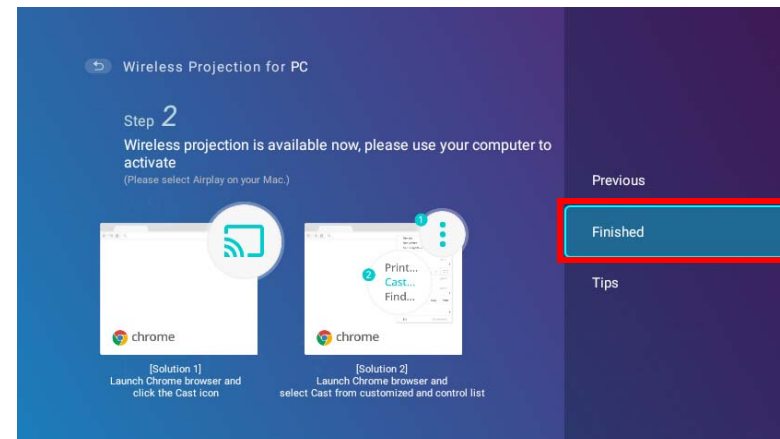 Wireless Projection for PC
Step 2
Wireless projection is available now, please use your computer to
activate
(Please select Airplay on your Mac.)
1
2
Print...
Cast...
Find...
chrome
chrome
[Solution 1]
Launch Chrome browser and
click the Cast icon
[Solution 2]
Launch Chrome browser and
select Cast from customized and control list
Previous
Finished
Tips